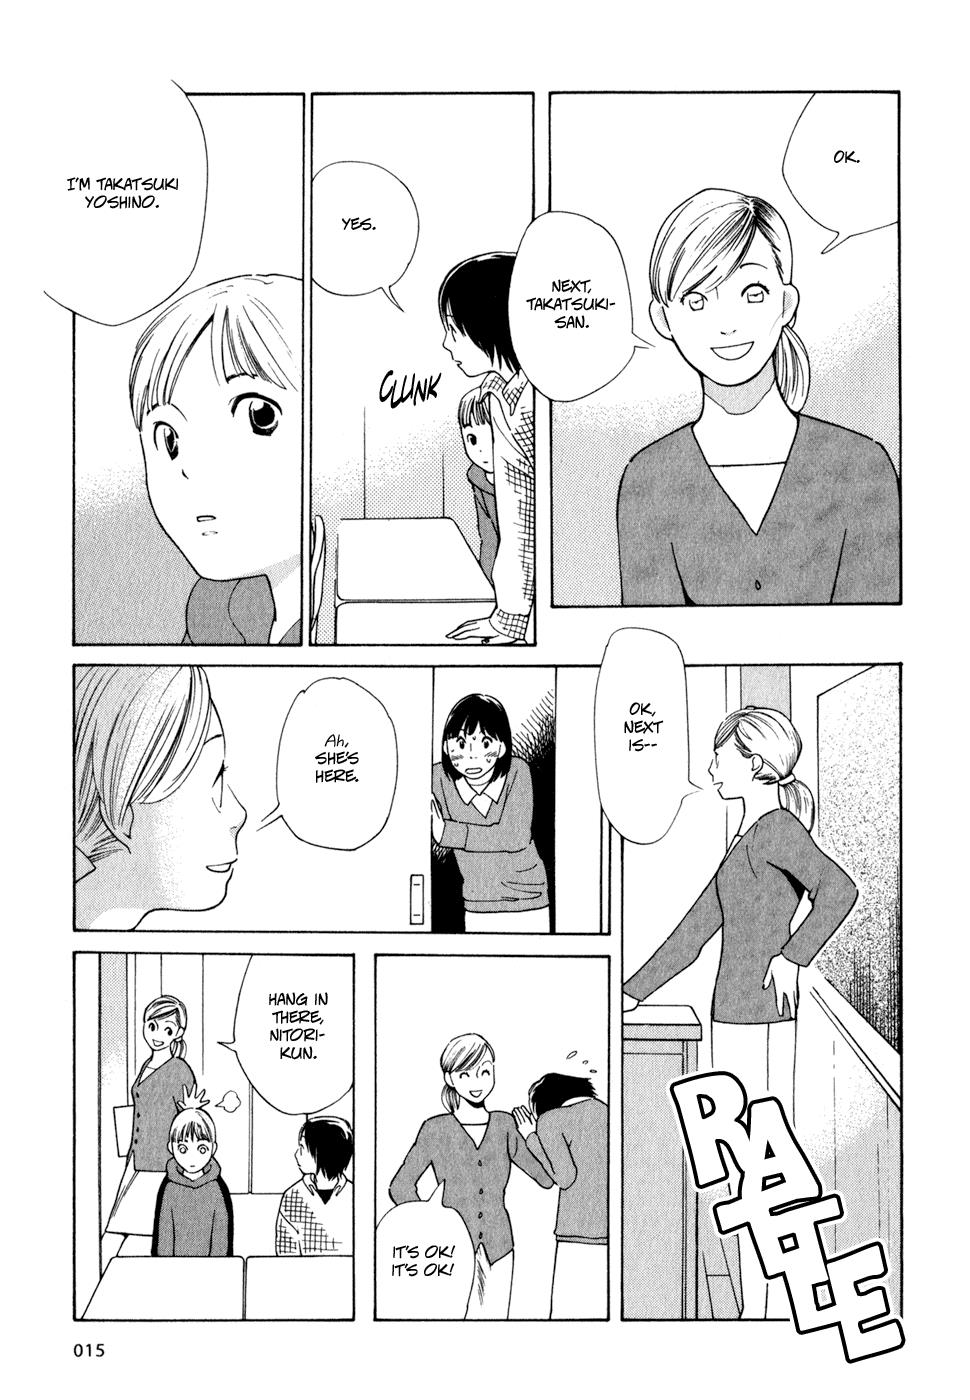 OK.
NEXT,
TAKATSUKI-
SAN.
YES.
CLUNK
I'M TAKATSUKI
YOSHINO.
OK,
NEXT
IS--
RATTLE
Ah,
SHE'S
HERE.
IT'S OK!
IT'S OK!
HANG IN
THERE,
NITORI-
KUN.
015